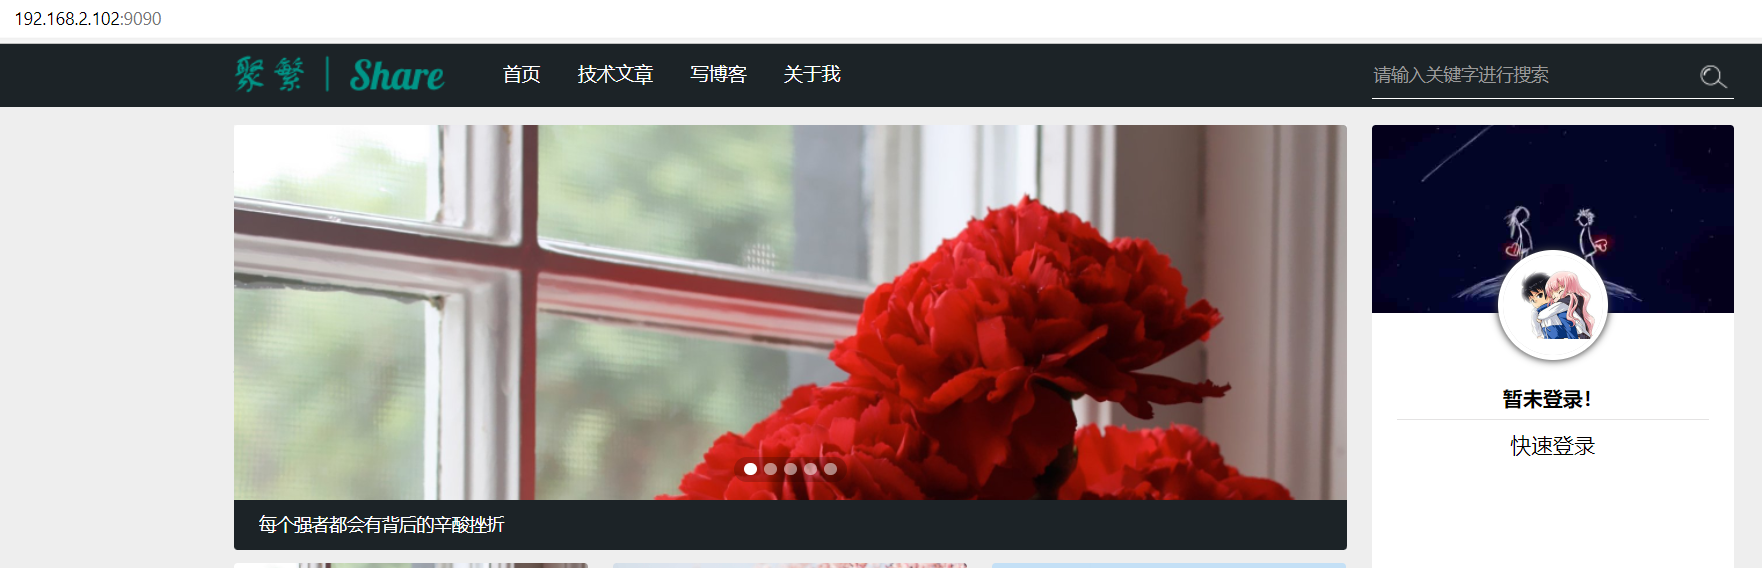 192.168.2.102:9090
聚繁 | Share
首页 技术文章 写博客 关于我
请输入关键字进行搜索
每个强者都会有背后的辛酸挫折
暂未登录！
快速登录